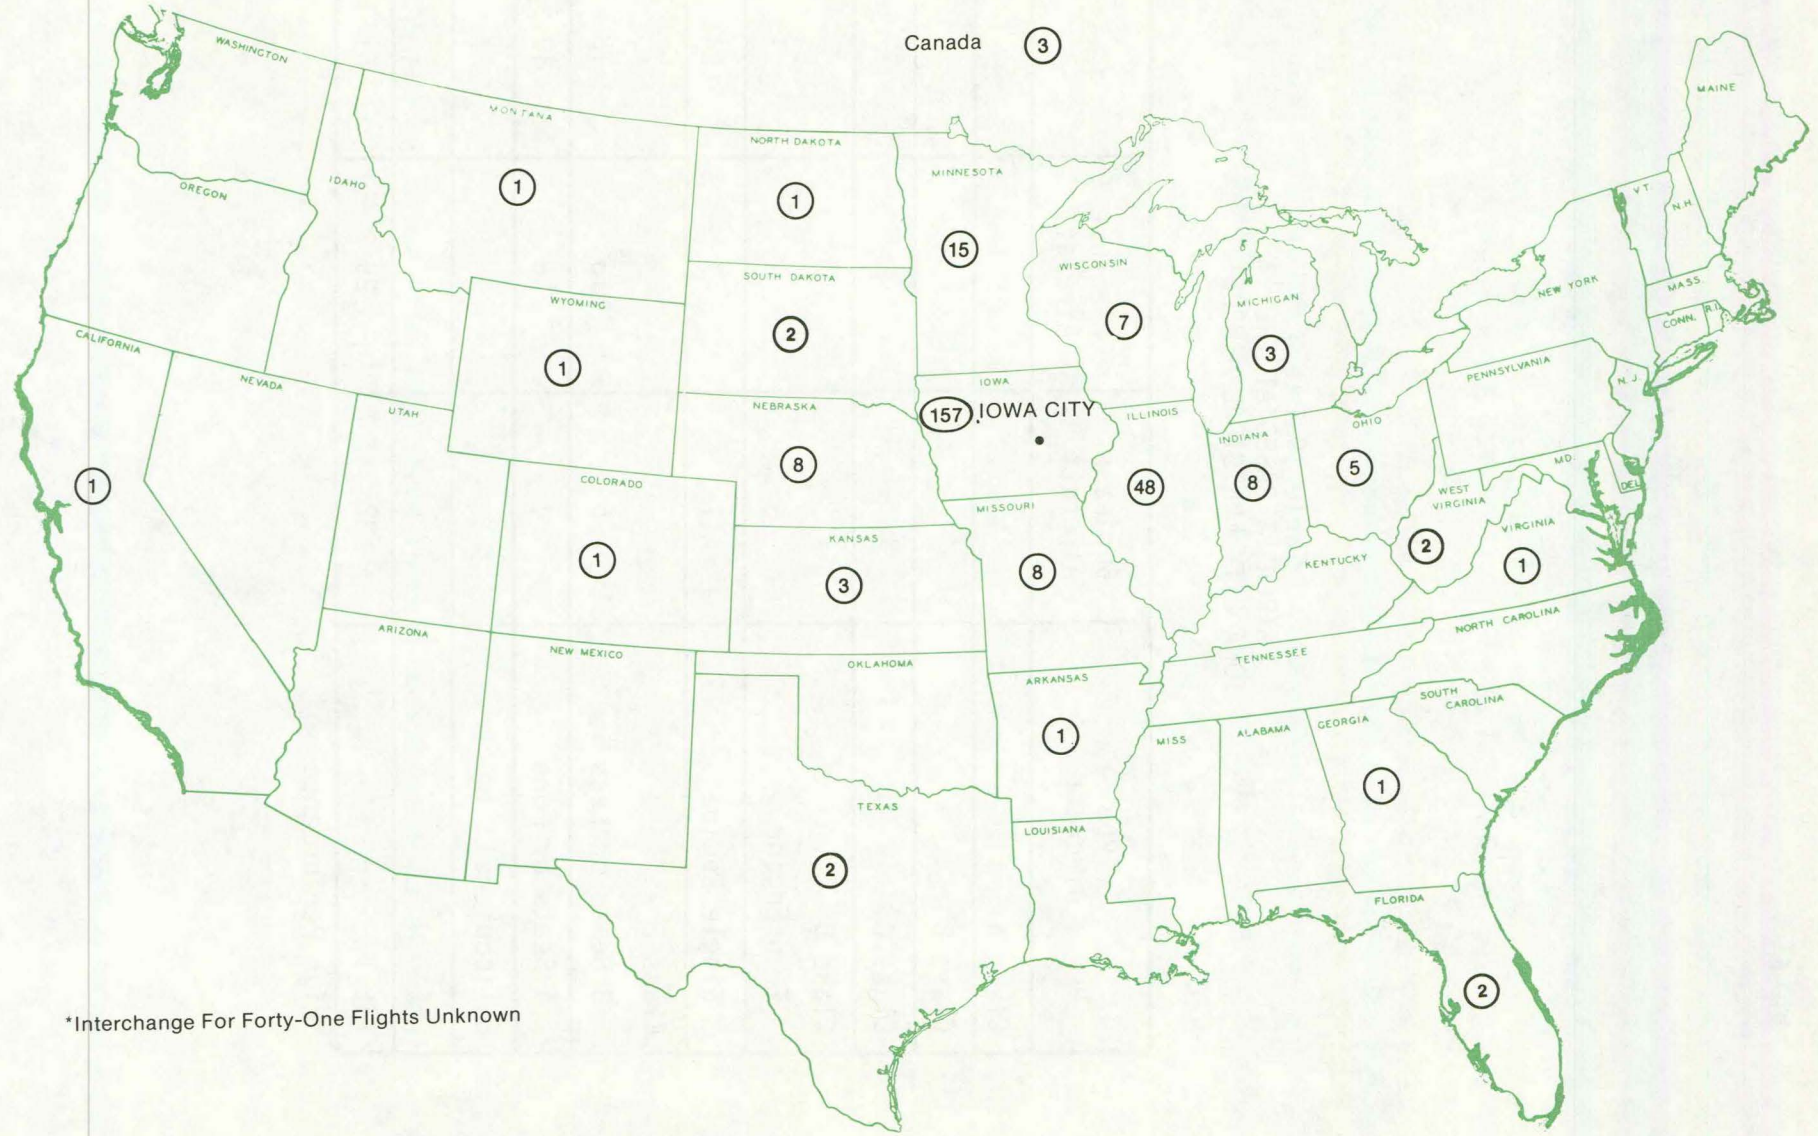 Canada 3
WASHINGTON
MONTANA
1
NORTH DAKOTA
1
MINNESOTA
15
MAINE
OREGON
IDAHO
VT.
N.H
WISCONSIN
7
MICHIGAN
3
NEW YORK
MASS.
CONN.
R.I.
SOUTH DAKOTA
2
WYOMING
1
CALIFORNIA
1
NEVADA
UTAH
NEBRASKA
8
IOWA
157 IOWA CITY
ILLINOIS
48
INDIANA
8
OHIO
5
PENNSYLVANIA
N. J.
MD.
DEL
WEST
VIRGINIA
2
VIRGINIA
1
COLORADO
1
KANSAS
3
MISSOURI
8
KENTUCKY
ARIZONA
NEW MEXICO
OKLAHOMA
ARKANSAS
1
TENNESSEE
NORTH CAROLINA
SOUTH
CAROLINA
MISS
ALABAMA
GEORGIA
1
TEXAS
2
LOUISIANA
FLORIDA
2
*Interchange For Forty-One Flights Unknown